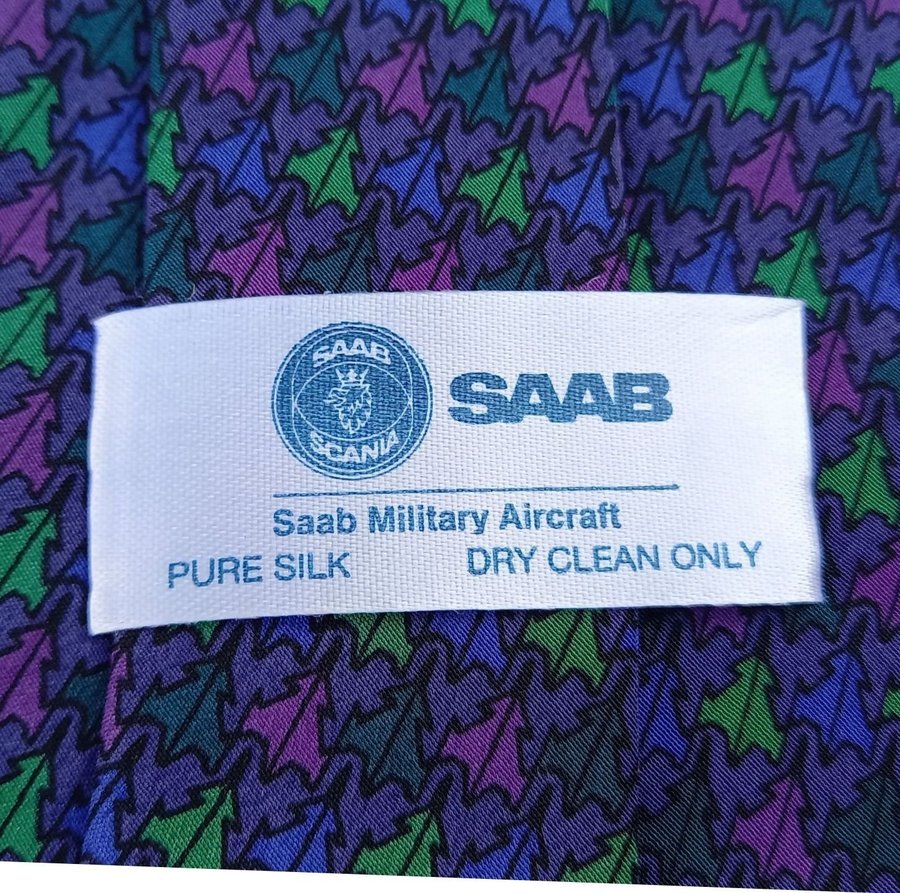 SAAB
SCANIA
SAAB
Saab Military Aircraft
PURE SILK DRY CLEAN ONLY